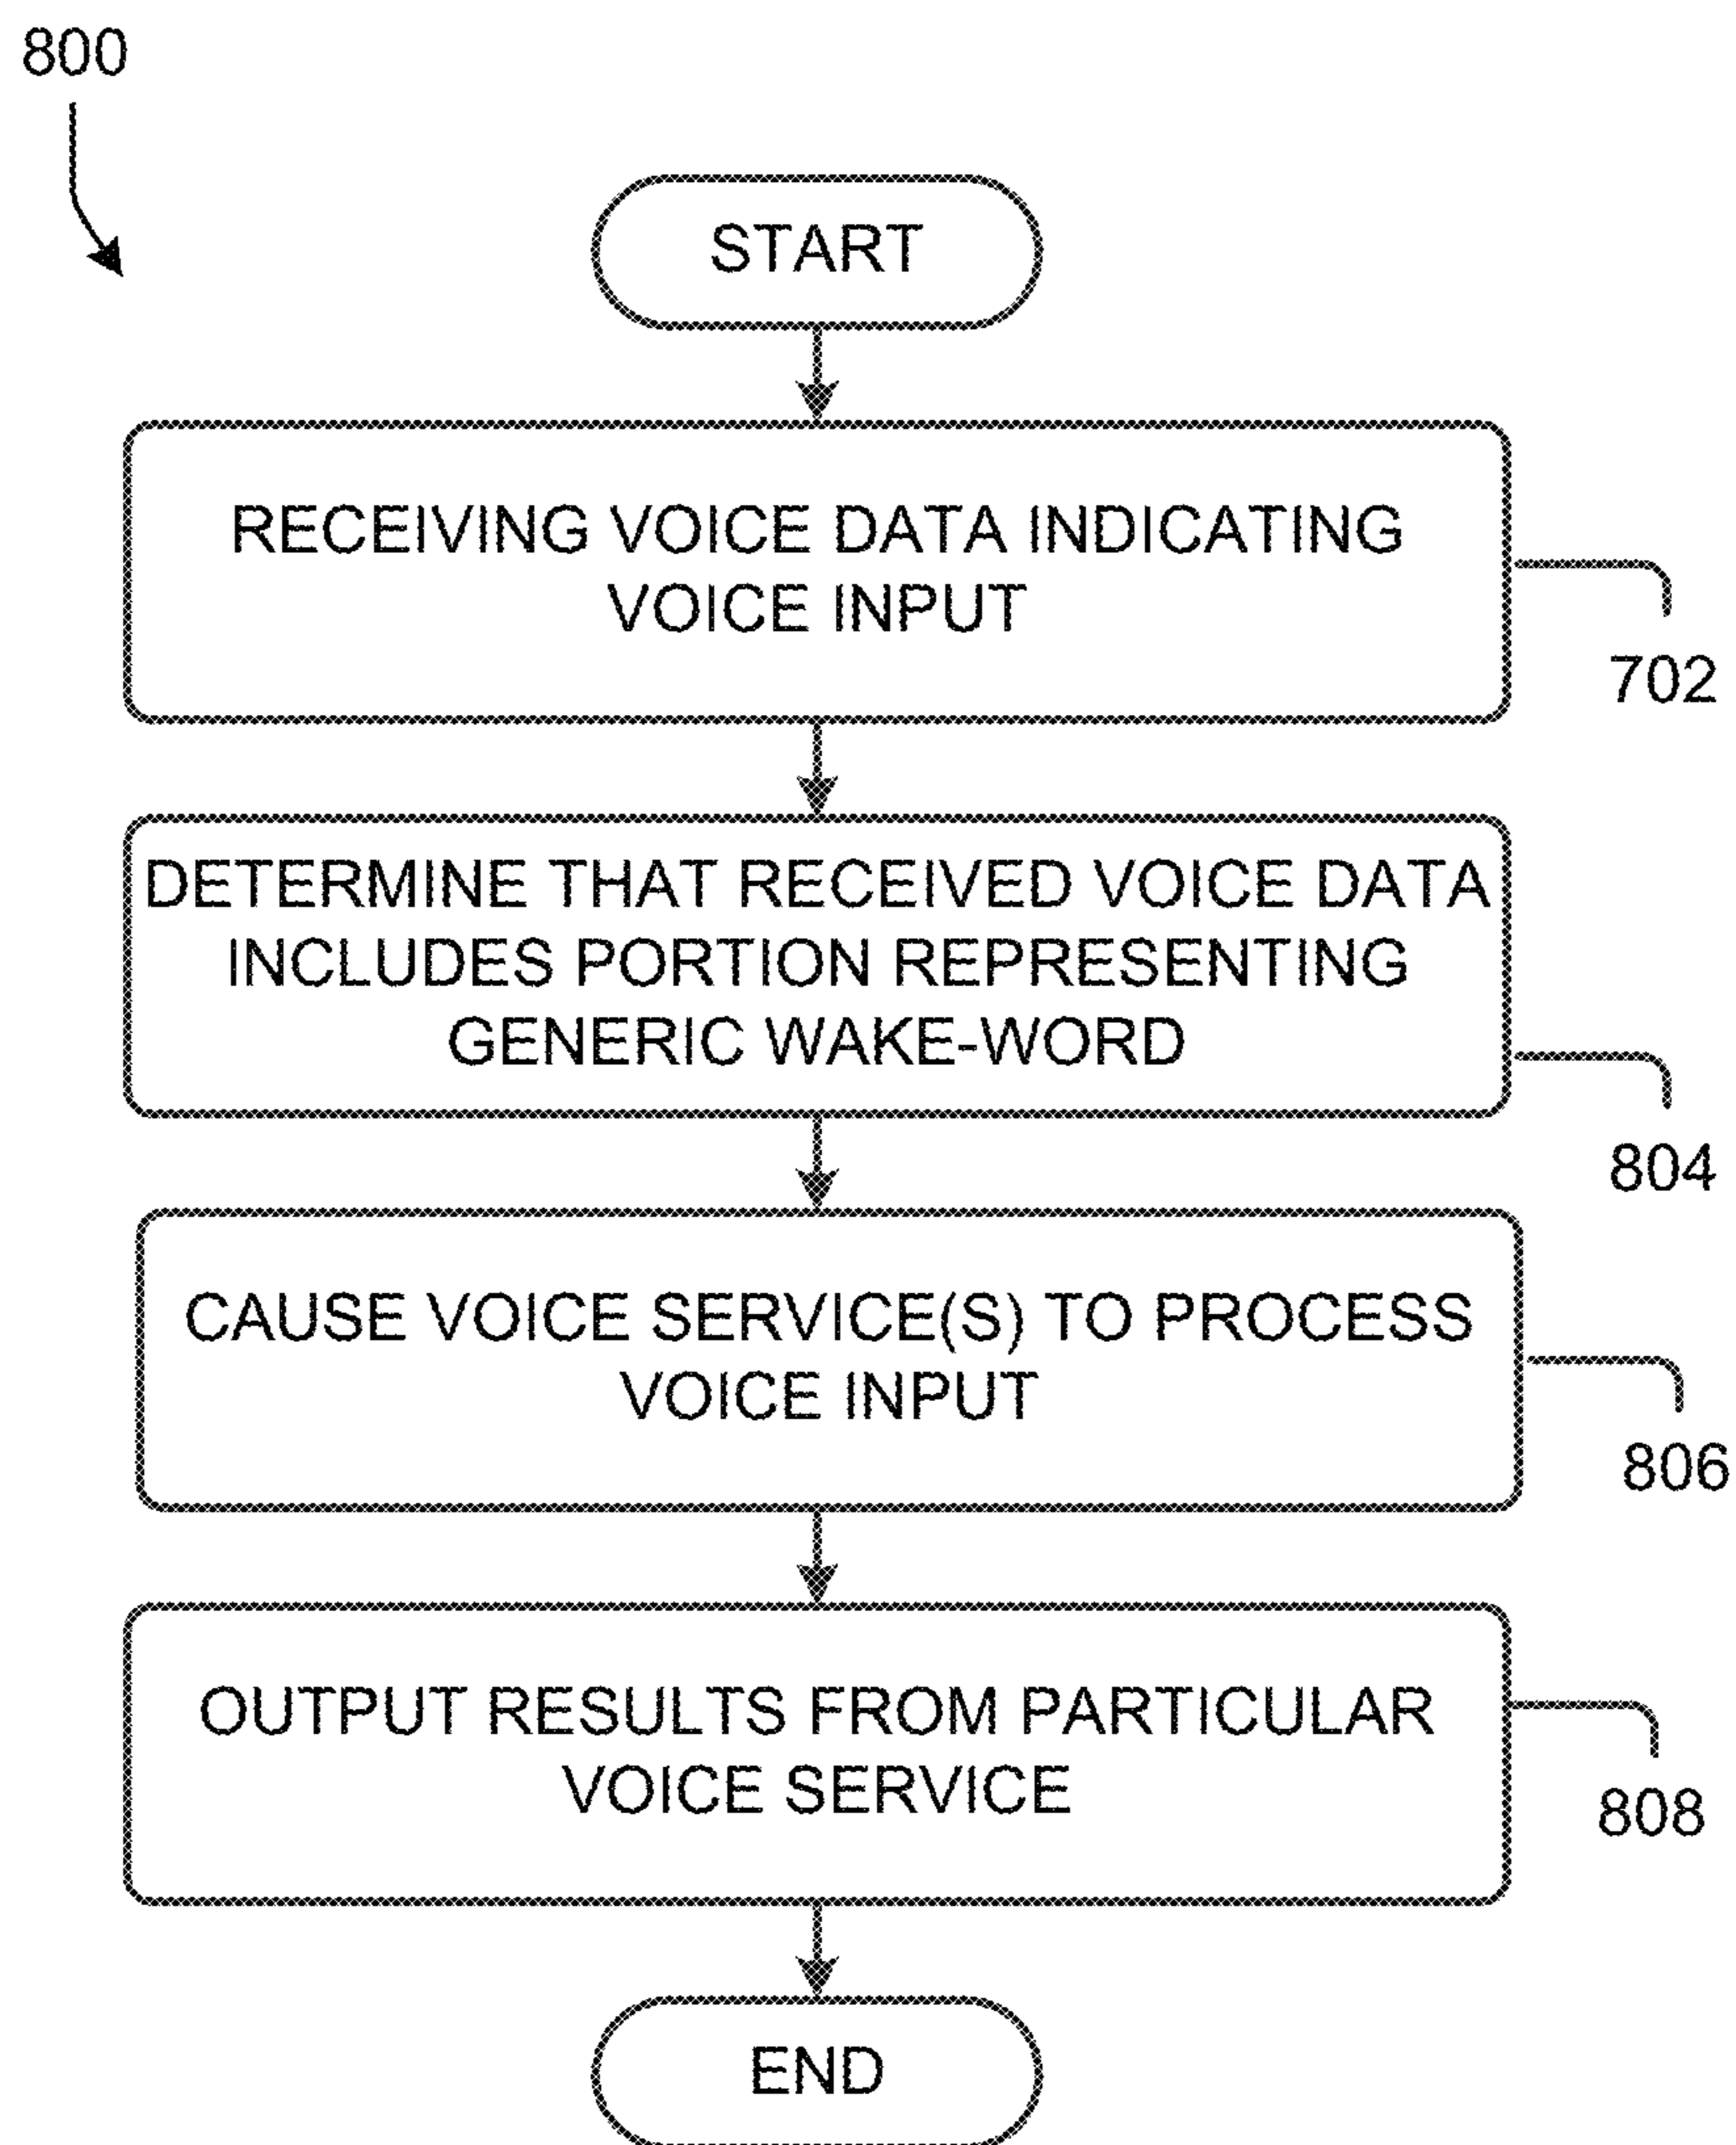 800
START
RECEIVING VOICE DATA INDICATING
VOICE INPUT
702
DETERMINE THAT RECEIVED VOICE DATA
INCLUDES PORTION REPRESENTING
GENERIC WAKE-WORD
804
CAUSE VOICE SERVICE(S) TO PROCESS
VOICE INPUT
806
OUTPUT RESULTS FROM PARTICULAR
VOICE SERVICE
808
END